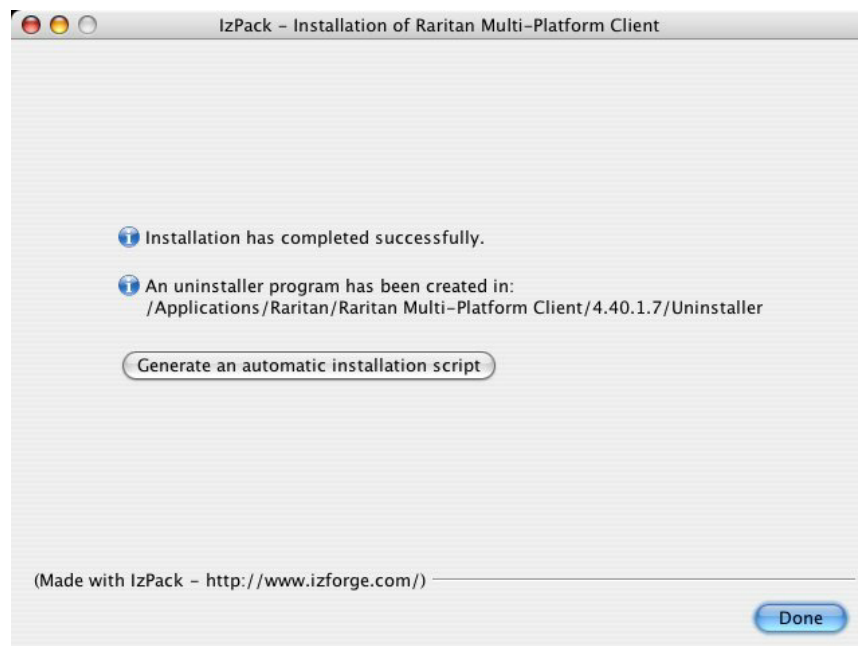 IzPack – Installation of Raritan Multi-Platform Client
Installation has completed successfully.
An uninstaller program has been created in:
/Applications/Raritan/Raritan Multi-Platform Client/4.40.1.7/Uninstaller
Generate an automatic installation script
(Made with IzPack – http://www.izforge.com/)
Done